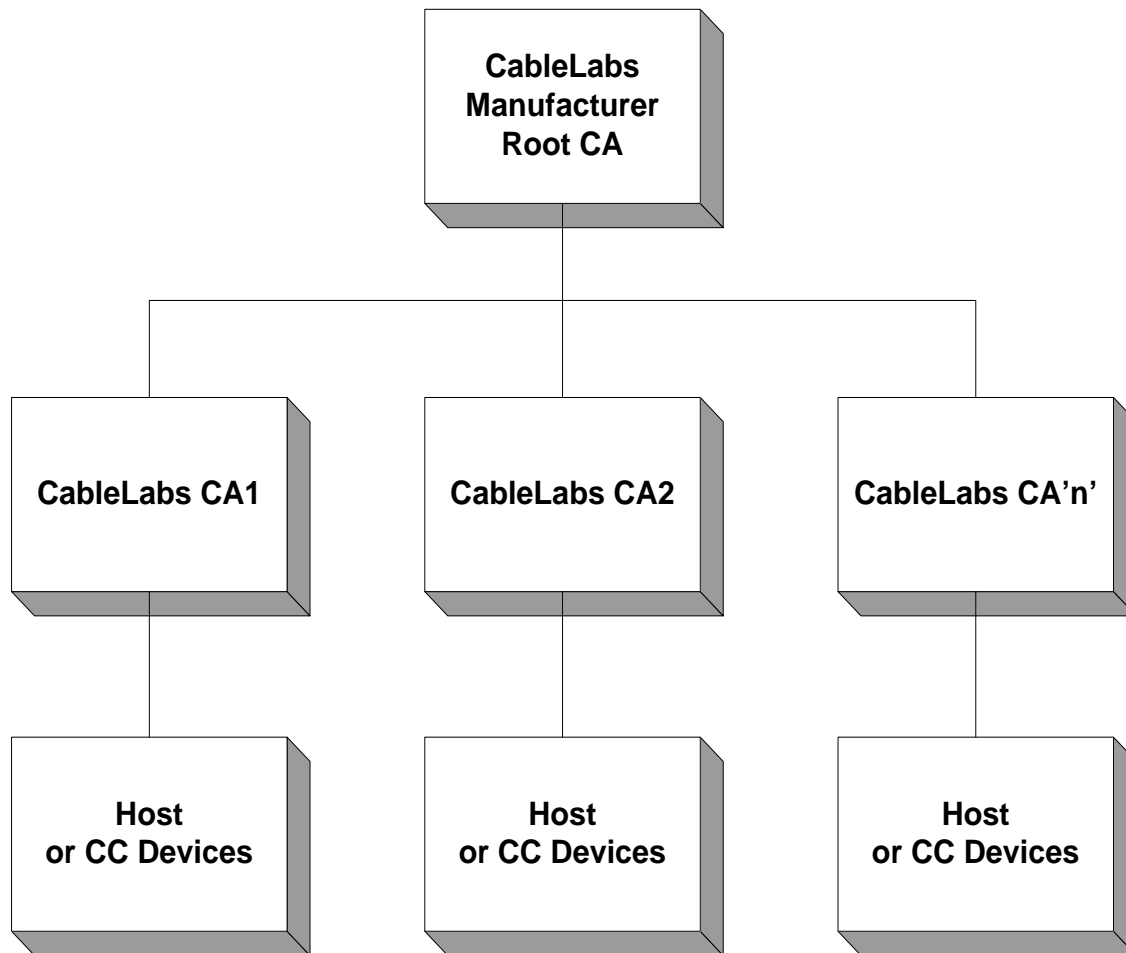 CableLabs
Manufacturer
Root CA
CableLabs CA1
CableLabs CA2
CableLabs CA’n’
Host
or CC Devices
Host
or CC Devices
Host
or CC Devices